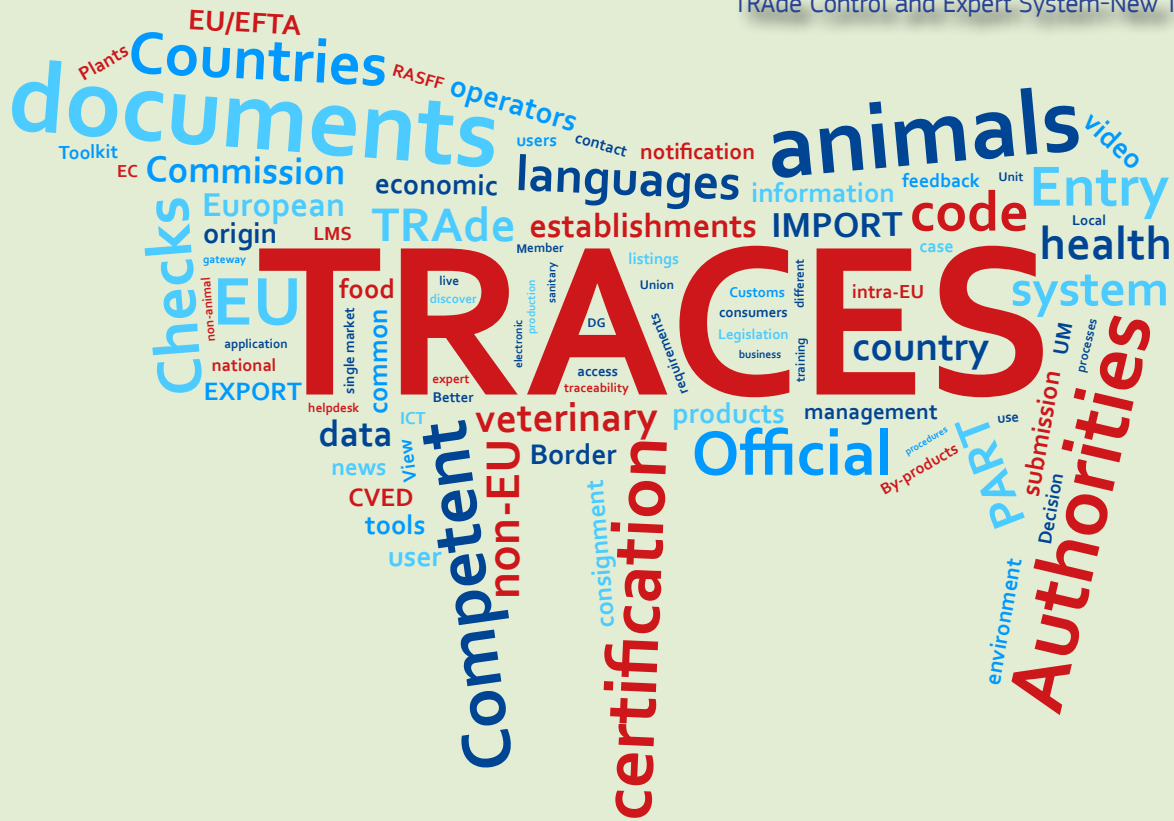 TRAde Control and Expert System-New T
EU/EFTA
Plants
Countries
RASFF
operators
documents
users
contact
notification
animals
video
Toolkit
EC
Commission
economic
languages
information
feedback
Unit
Entry
European
TRAde
establishments
IMPORT
code
Local
Checks
origin
LMS
Member
case
health
gateway
TRACES
listings
system
non-animal
EU
food
live
discover
production
sanitary
Union
Customs
different
intra-EU
consumers
application
single market
common
electronic
DG
requirements
Legislation
business
training
country
UM
processes
national
expert
access
traceability
EXPORT
helpdesk
Better
ICT
veterinary
products
management
use
submission
Authorities
data
View
Competent
non-EU
Border
Official
procedures
By-products
PART
Decision
news
CVED
consignment
certification
tools
user
environment